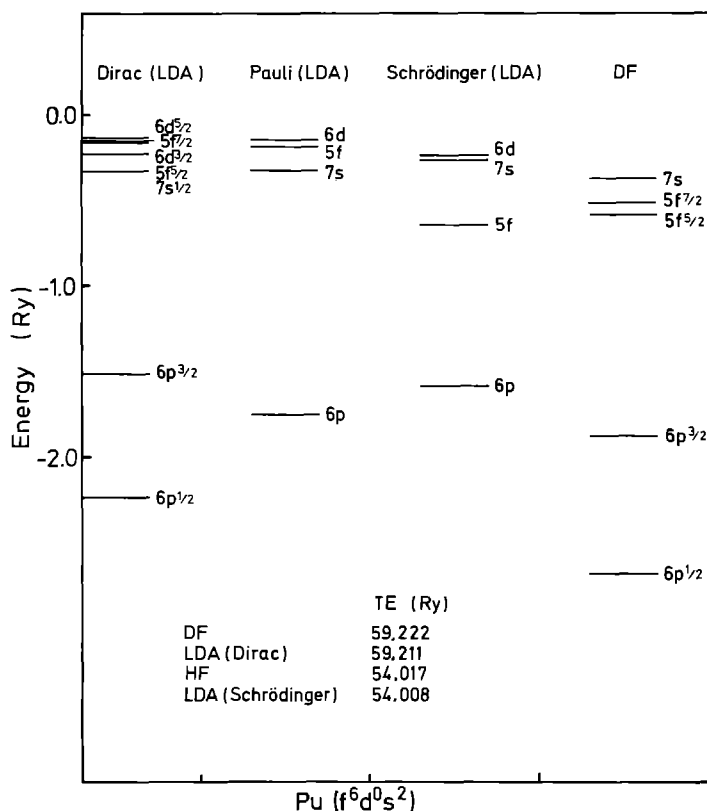 Dirac (LDA) Pauli (LDA) Schrödinger (LDA) DF
0.0
6d5/2
5f7/2
6d3/2
5f5/2
7s1/2
6d
5f
7s
6d
7s
5f
7s
5f7/2
5f5/2
-1.0
Energy (Ry)
6p3/2
6p
6p
6p3/2
-2.0
6p1/2
6p1/2
TE (Ry)
DF 59,222
LDA (Dirac) 59,211
HF 54,017
LDA (Schrödinger) 54,008
Pu (f⁶d⁰s²)